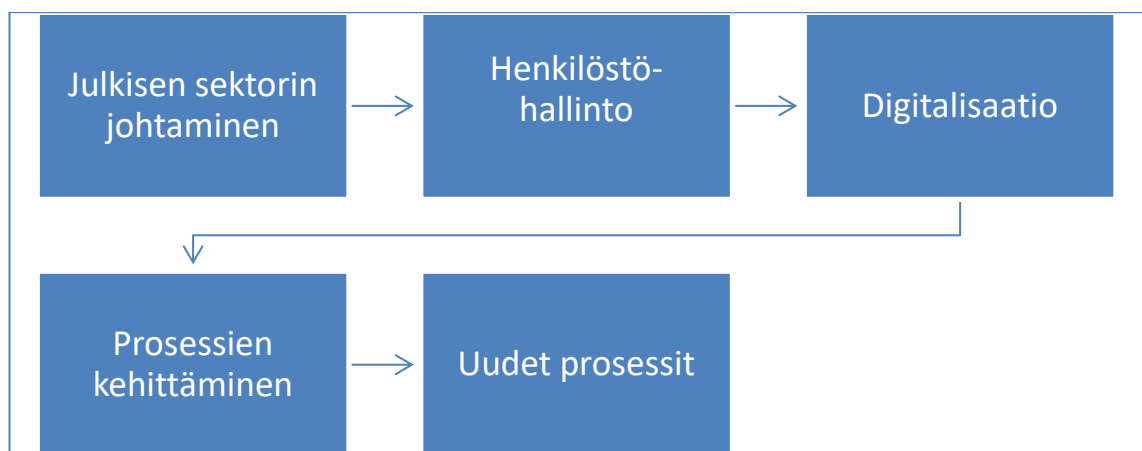 Julkisen sektorin
johtaminen
Henkilöstö-
hallinto
Digitalisaatio
Prosessien
kehittäminen
Uudet prosessit